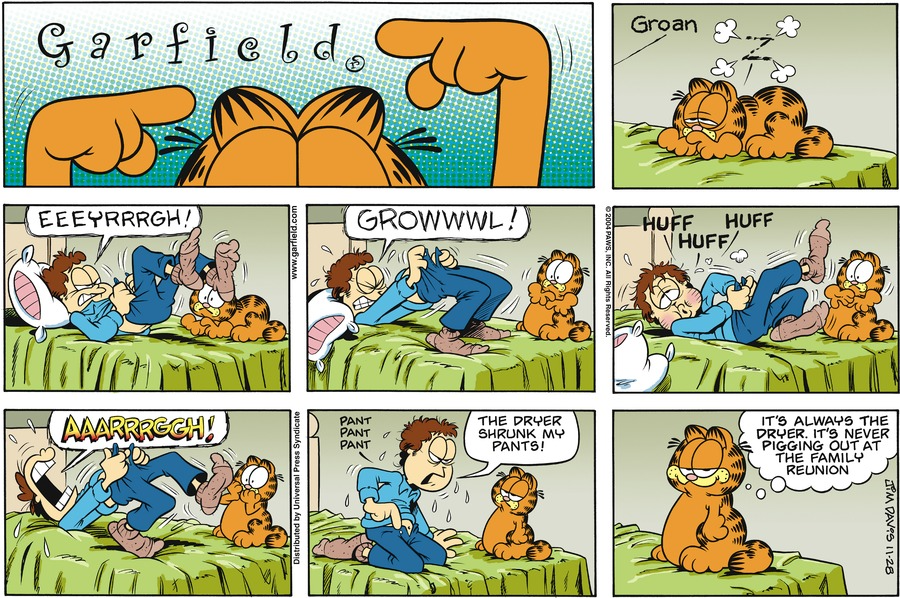 Garfield®
Groan
Z
EEEYRRRGH!
www.garfield.com
GROWWWL!
© 2004 PAWS, INC. All Rights Reserved.
HUFF
HUFF
HUFF
AAARRRGGH!
Distributed by Universal Press Syndicate
PANT
PANT
PANT
THE DRYER
SHRUNK MY
PANTS!
IT'S ALWAYS THE
DRYER. IT'S NEVER
PIGGING OUT AT
THE FAMILY
REUNION
JIM DAVIS 11-28